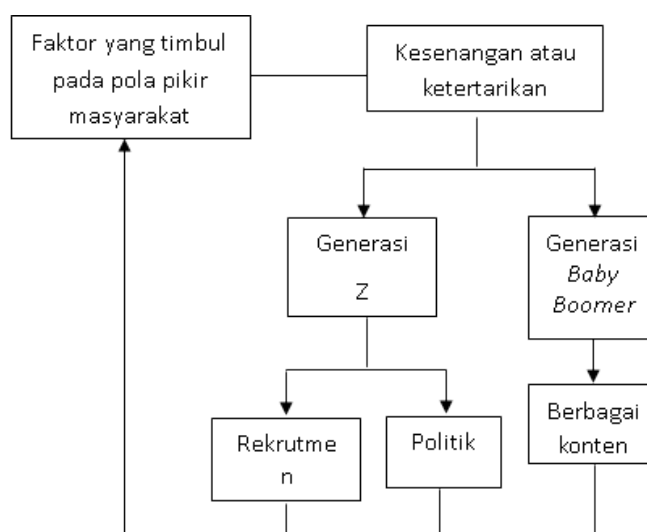 Faktor yang timbul
pada pola pikir
masyarakat
Kesenangan atau
ketertarikan
Generasi
Z
Generasi
Baby
Boomer
Rekrutme
n
Politik
Berbagai
konten